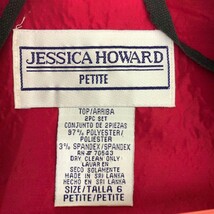 JESSICA HOWARD
PETITE
TOP/ARRIBA
2PC SET
CONJUNTO DE 2PIEZAS
97% POLYESTER/
POLIESTER
3% SPANDEX/SPANDEX
RN# 70543
DRY CLEAN ONLY
LAVAR EN
SECO SOLAMENTE
MADE IN SRI LANKA
HECHO EN SRI LANKA
SIZE/TALLA 6
PETITE/PETITE